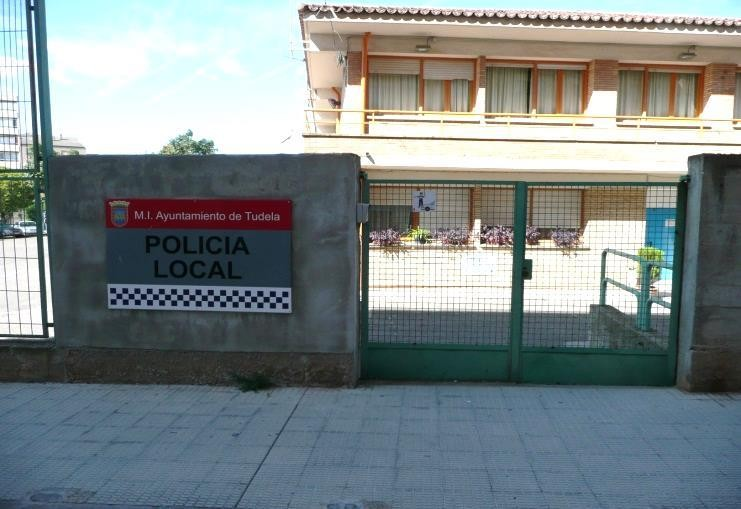 M.I. Ayuntamiento de Tudela
POLICIA
LOCAL